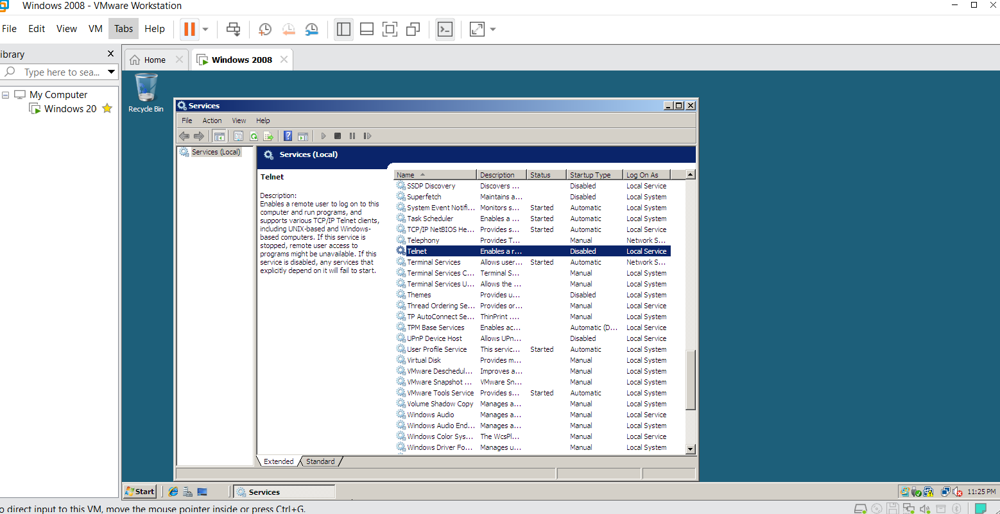 Windows 2008 - VMware Workstation
File Edit View VM Tabs Help
ibrary
Home
Windows 2008
Type here to sea...
My Computer
Windows 20
Recycle Bin
Services
File Action View Help
Services (Local)
Services (Local)
Telnet
Description:
Enables a remote user to log on to this
computer and run programs, and
supports various TCP/IP Telnet clients,
including UNIX-based and Windows-
based computers. If this service is
stopped, remote user access to
programs might be unavailable. If this
service is disabled, any services that
explicitly depend on it will fail to start.
Name Description Status Startup Type Log On As
SSDP Discovery Discovers ... Disabled Local Service
Superfetch Maintains a... Disabled Local System
System Event Notifi... Monitors s... Started Automatic Local System
Task Scheduler Enables a ... Started Automatic Local System
TCP/IP NetBIOS He... Provides s... Started Automatic Local Service
Telephony Provides T... Manual Network S...
Telnet Enables a r... Disabled Local Service
Terminal Services Allows user... Started Automatic Network S...
Terminal Services C... Terminal S... Manual Local System
Terminal Services U... Allows the ... Manual Local System
Themes Provides u... Disabled Local System
Thread Ordering Se... Provides or... Manual Local Service
TP AutoConnect Se... ThinPrint .... Manual Local System
TPM Base Services Enables ac... Automatic (D... Local Service
UPnP Device Host Allows UPn... Disabled Local Service
User Profile Service This servic... Started Automatic Local System
Virtual Disk Provides m... Manual Local System
VMware Deschedul... Improves a... Manual Local System
VMware Snapshot ... VMware Sn... Manual Local System
VMware Tools Service Provides s... Started Automatic Local System
Volume Shadow Copy Manages a... Manual Local System
Windows Audio Manages a... Manual Local Service
Windows Audio End... Manages a... Manual Local System
Windows Color Sys... The WcsPl... Manual Local Service
Windows Driver Fo... Manages u... Manual Local System
Extended Standard
Start
Services
11:25 PM
o direct input to this VM, move the mouse pointer inside or press Ctrl+G.